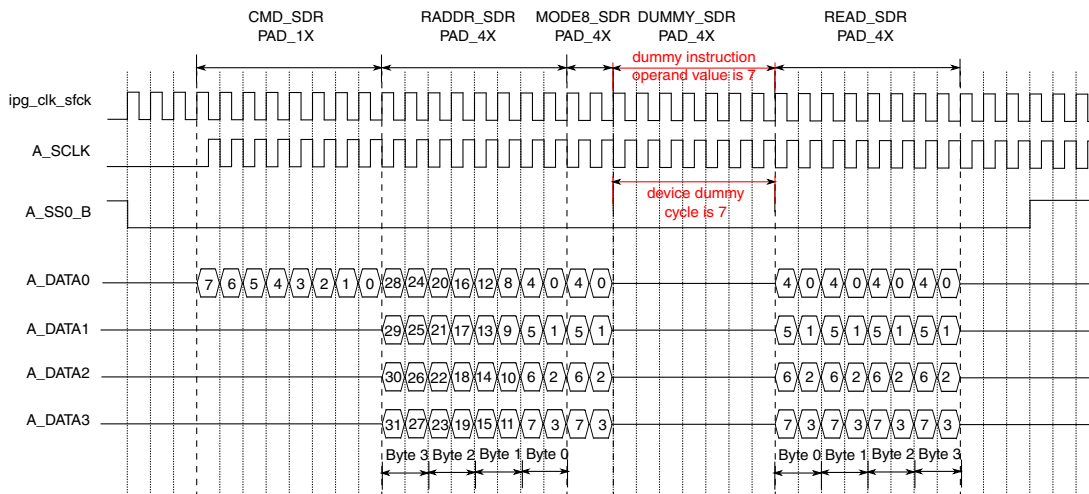 CMD_SDR RADDR_SDR MODE8_SDR DUMMY_SDR READ_SDR
PAD_1X PAD_4X PAD_4X PAD_4X PAD_4X
dummy instruction
operand value is 7
ipg_clk_sfck
A_SCLK
device dummy
cycle is 7
A_SS0_B
A_DATA0 7 6 5 4 3 2 1 0 28 24 20 16 12 8 4 0 4 0 4 0 4 0 4 0 4 0
A_DATA1 29 25 21 17 13 9 5 1 5 1 5 1 5 1 5 1 5 1
A_DATA2 30 26 22 18 14 10 6 2 6 2 6 2 6 2 6 2 6 2
A_DATA3 31 27 23 19 15 11 7 3 7 3 7 3 7 3 7 3 7 3
Byte 3 Byte 2 Byte 1 Byte 0 Byte 0 Byte 1 Byte 2 Byte 3